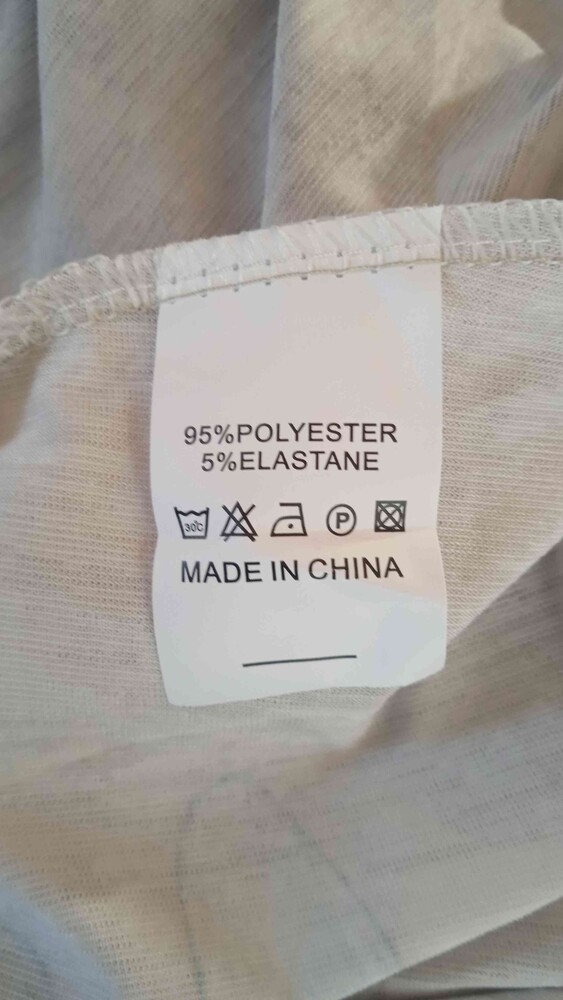 95%POLYESTER
5%ELASTANE
30℃ P
MADE IN CHINA